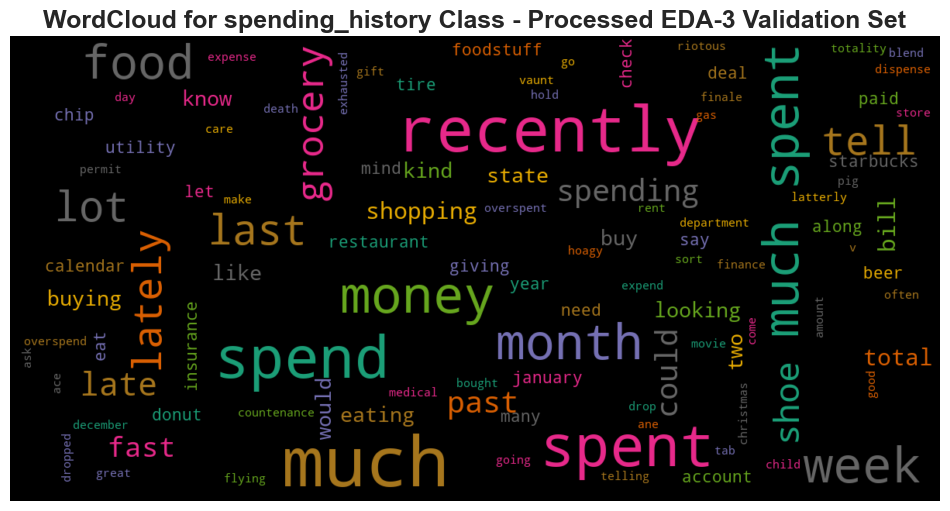 WordCloud for spending_history Class - Processed EDA-3 Validation Set
food
expense
grocery
exhausted
foodstuff
go
check
riotous
spent
totality
blend
dispense
day
know
gift
tire
vaunt
hold
deal
finale
paid
store
chip
death
recently
gas
tell
care
utility
permit
mind
kind
state
spending
starbucks
pig
lot
let
make
last
shopping
overspent
rent
department
latterly
bill
restaurant
buy
say
along
v
much
calendar
lately
like
giving
hoagy
sort
finance
beer
often
buying
insurance
money
year
expend
need
looking
amount
overspend
ask
eat
spend
month
could
movie
two
come
total
ace
late
medical
bought
january
shoe
good
december
donut
countenance
would
eating
past
many
drop
ane
christmas
dropped
fast
great
flying
much
going
spent
telling
tab
account
child
week